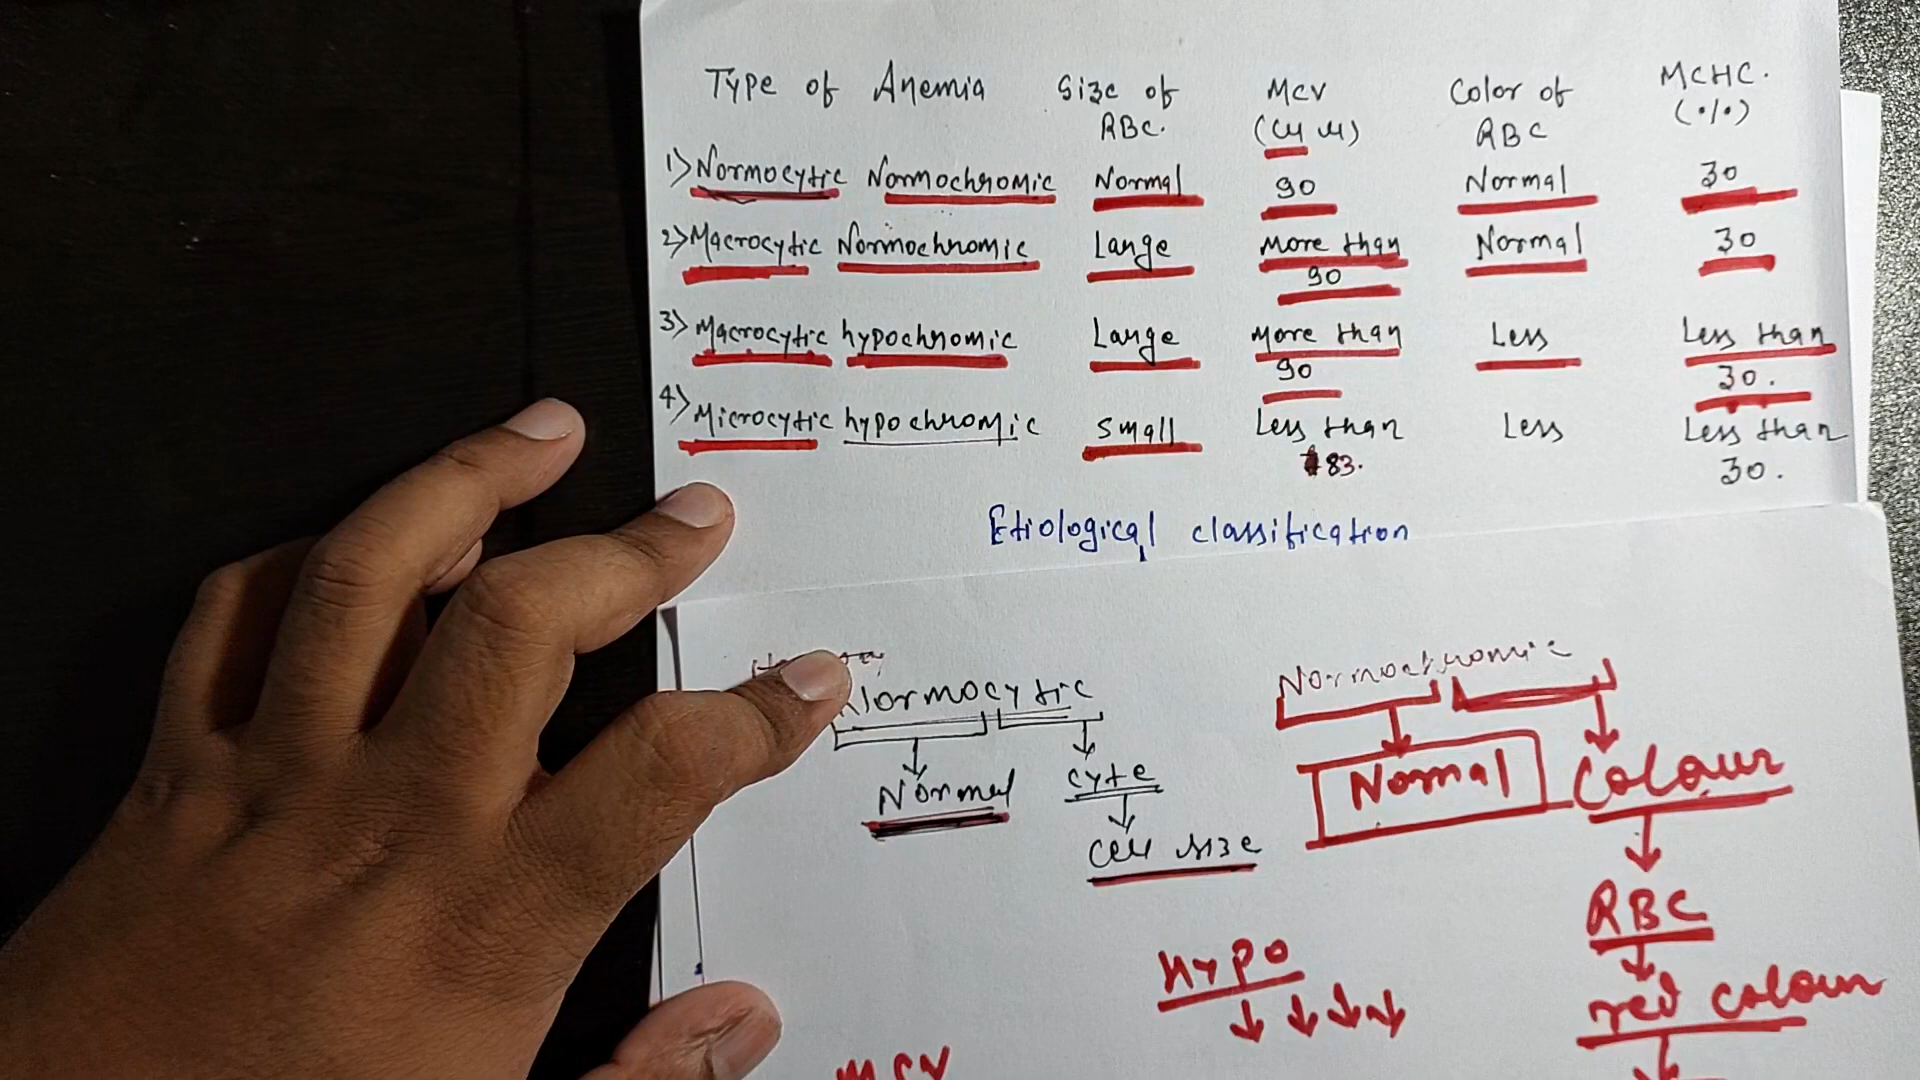 Type of Anemia Size of RBC. MCV (cu u) Color of RBC MCHC. (%)
1) Normocytic Normochromic Normal 90 Normal 30
2) Macrocytic Normochromic Large More than 90 Normal 30
3) Macrocytic hypochromic Large More than 90 Less Less than 30.
4) Microcytic hypochromic small Less than 83. Less Less than 30.
Etiological classification
Normocytic Normochromic
Normal cyte Normal Colour
Cell size
RBC
Hypo
red colour
MCV